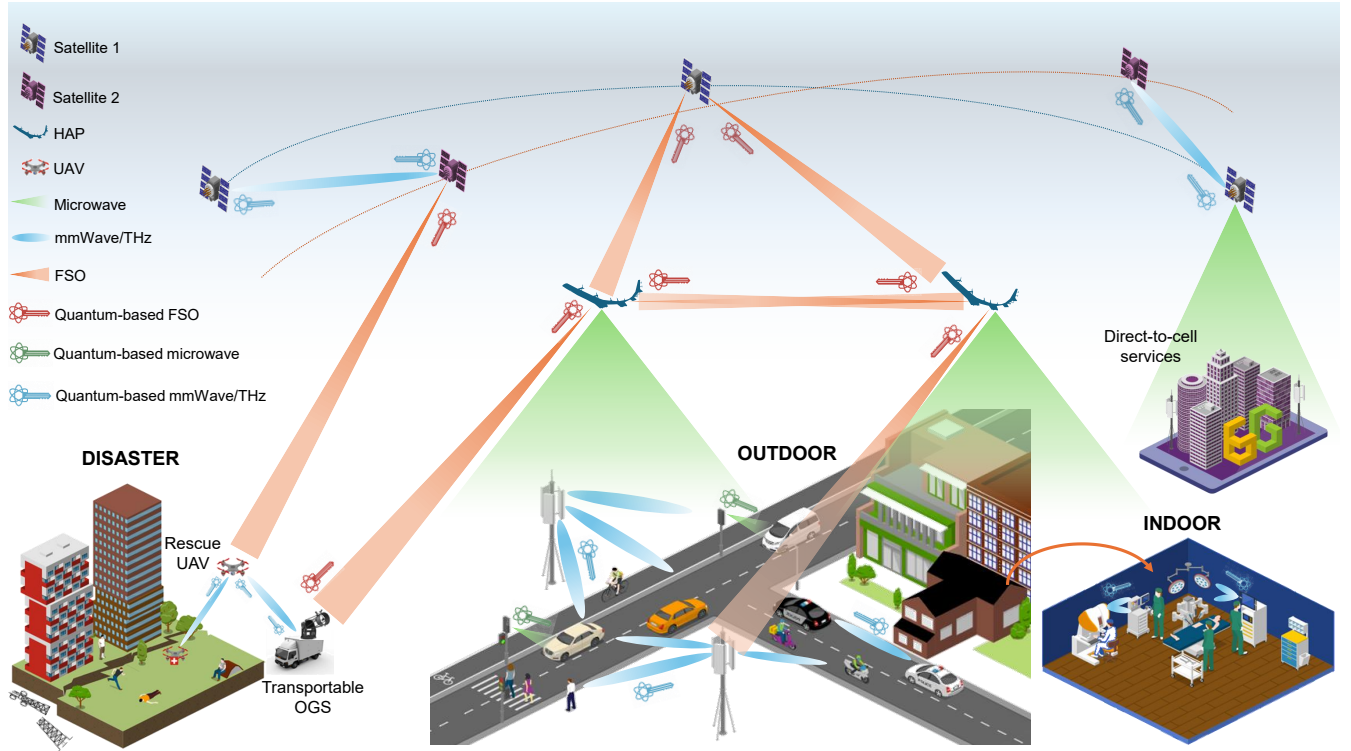 Satellite 1
Satellite 2
HAP
UAV
Microwave
mmWave/THz
FSO
Quantum-based FSO
Quantum-based microwave
Quantum-based mmWave/THz
Direct-to-cell
services
6G
DISASTER
OUTDOOR
INDOOR
Rescue
UAV
Transportable
OGS